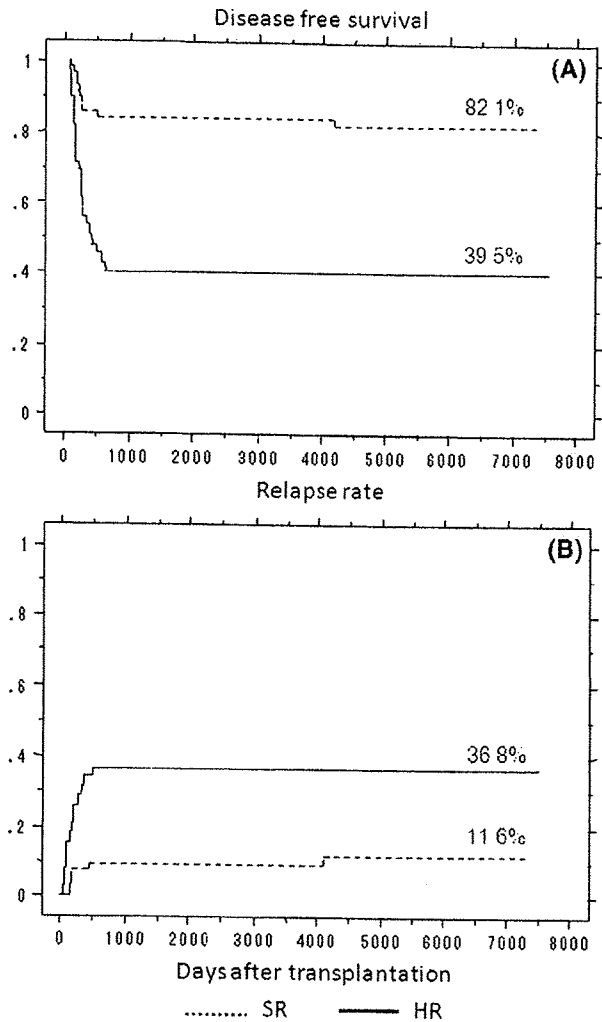 Disease free survival
(A)
1
.8
.6
.4
.2
0
82 1%
39 5%
0 1000 2000 3000 4000 5000 6000 7000 8000
Relapse rate
(B)
1
.8
.6
.4
.2
0
36 8%
11 6%
0 1000 2000 3000 4000 5000 6000 7000 8000
Days after transplantation
SR HR